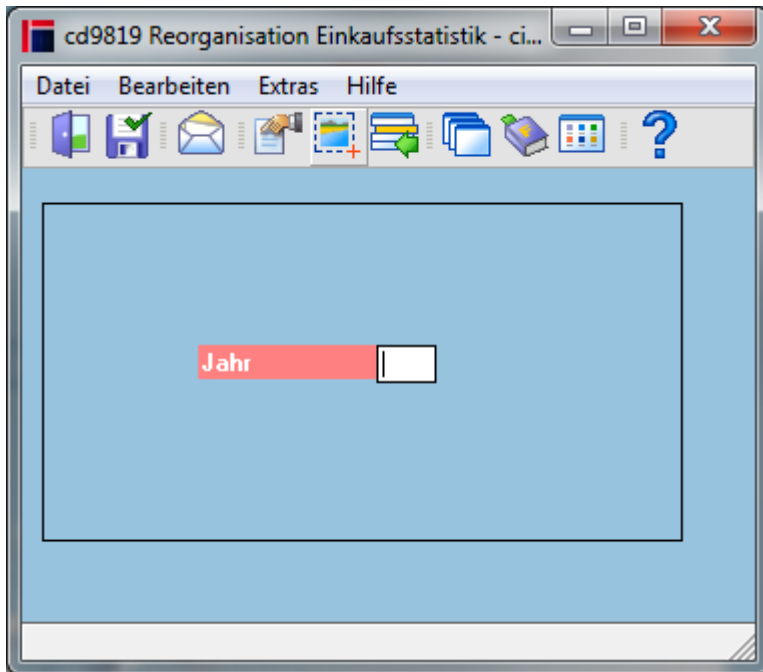 cd9819 Reorganisation Einkaufsstatistik - ci...
Datei Bearbeiten Extras Hilfe
Jahr